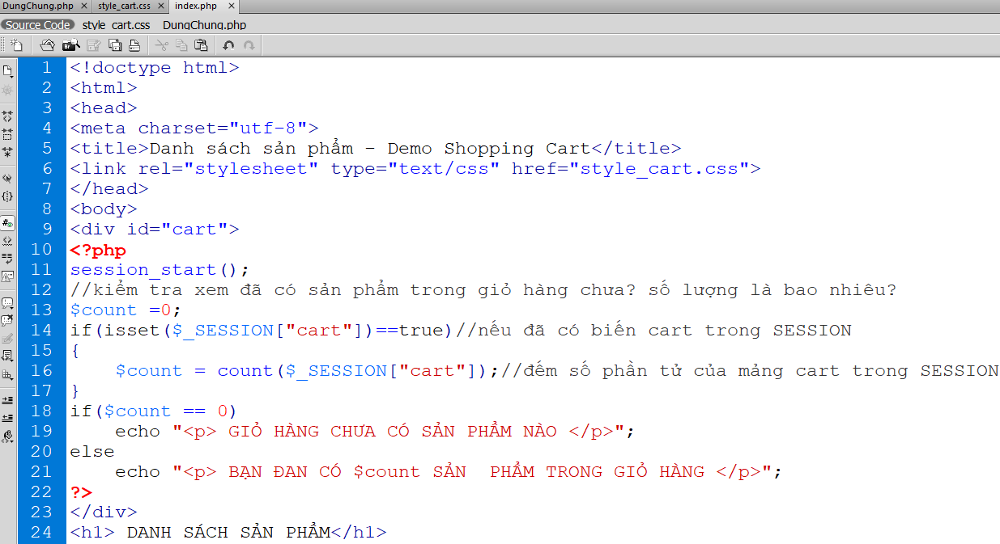 DungChung.php × style_cart.css × index.php ×
Source Code style_cart.css DungChung.php
Br
1 <!doctype html>
2 <html>
3 <head>
4 <meta charset="utf-8">
5 <title>Danh sách sản phẩm - Demo Shopping Cart</title>
6 <link rel="stylesheet" type="text/css" href="style_cart.css">
7 </head>
8 <body>
9 <div id="cart">
10 <?php
11 session_start();
12 //kiểm tra xem đã có sản phẩm trong giỏ hàng chưa? số lượng là bao nhiêu?
13 $count =0;
14 if(isset($_SESSION["cart"])==true)//nếu đã có biến cart trong SESSION
15 {
16     $count = count($_SESSION["cart"]);//đếm số phần tử của mảng cart trong SESSION
17 }
18 if($count == 0)
19     echo "<p> GIỎ HÀNG CHƯA CÓ SẢN PHẨM NÀO </p>";
20 else
21     echo "<p> BẠN ĐAN CÓ $count SẢN  PHẨM TRONG GIỎ HÀNG </p>";
22 ?>
23 </div>
24 <h1> DANH SÁCH SẢN PHẨM</h1>